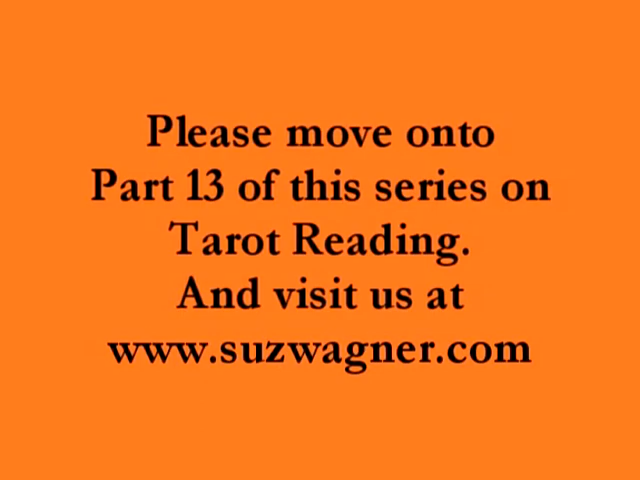 Please move onto
Part 13 of this series on
Tarot Reading.
And visit us at
www.suzwagner.com